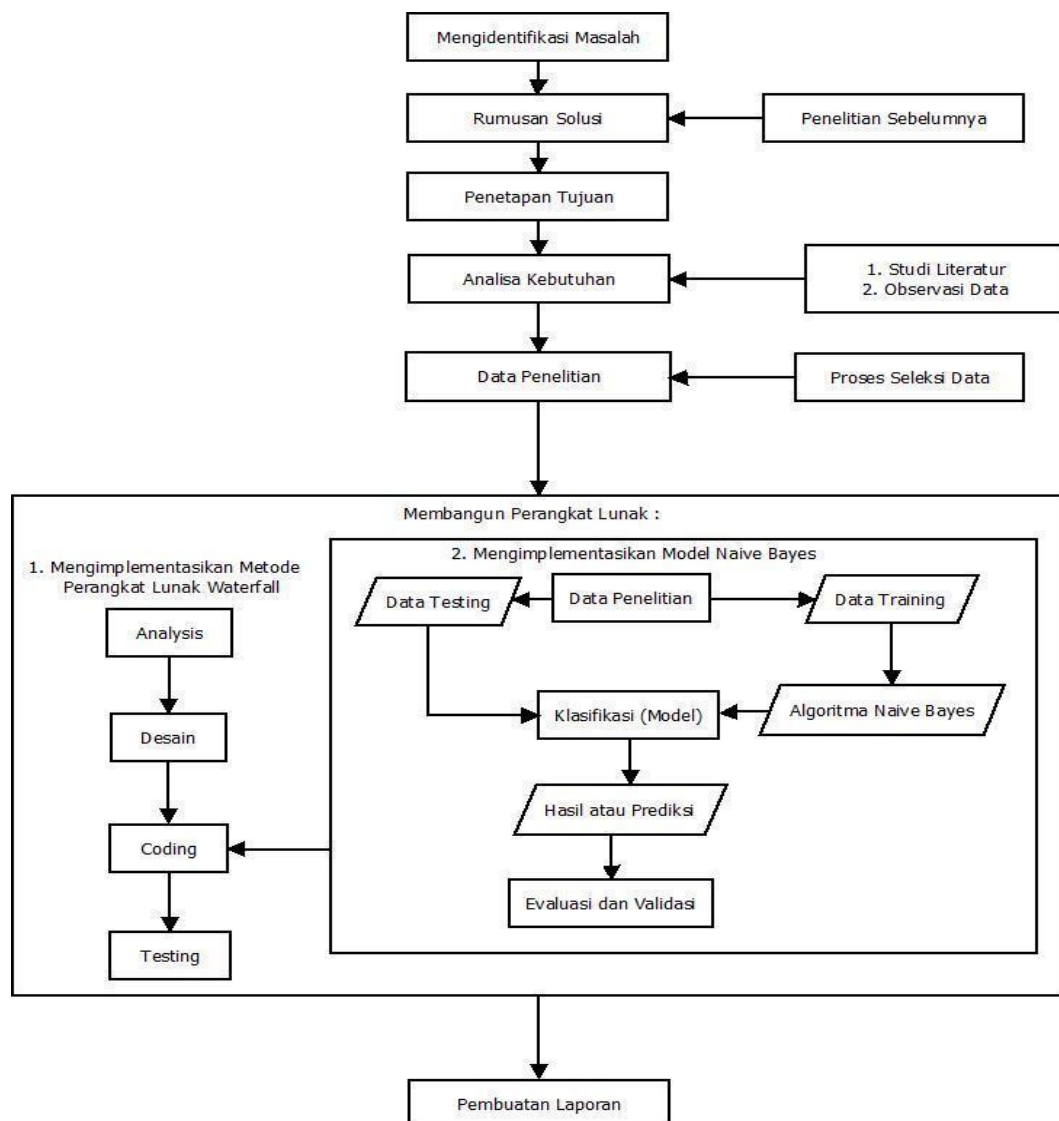 Mengidentifikasi Masalah
Rumusan Solusi
Penelitian Sebelumnya
Penetapan Tujuan
Analisa Kebutuhan
1. Studi Literatur
2. Observasi Data
Data Penelitian
Proses Seleksi Data
Membangun Perangkat Lunak :
1. Mengimplementasikan Metode
Perangkat Lunak Waterfall
Analysis
Desain
Coding
Testing
2. Mengimplementasikan Model Naive Bayes
Data Testing
Data Penelitian
Data Training
Klasifikasi (Model)
Algoritma Naive Bayes
Hasil atau Prediksi
Evaluasi dan Validasi
Pembuatan Laporan